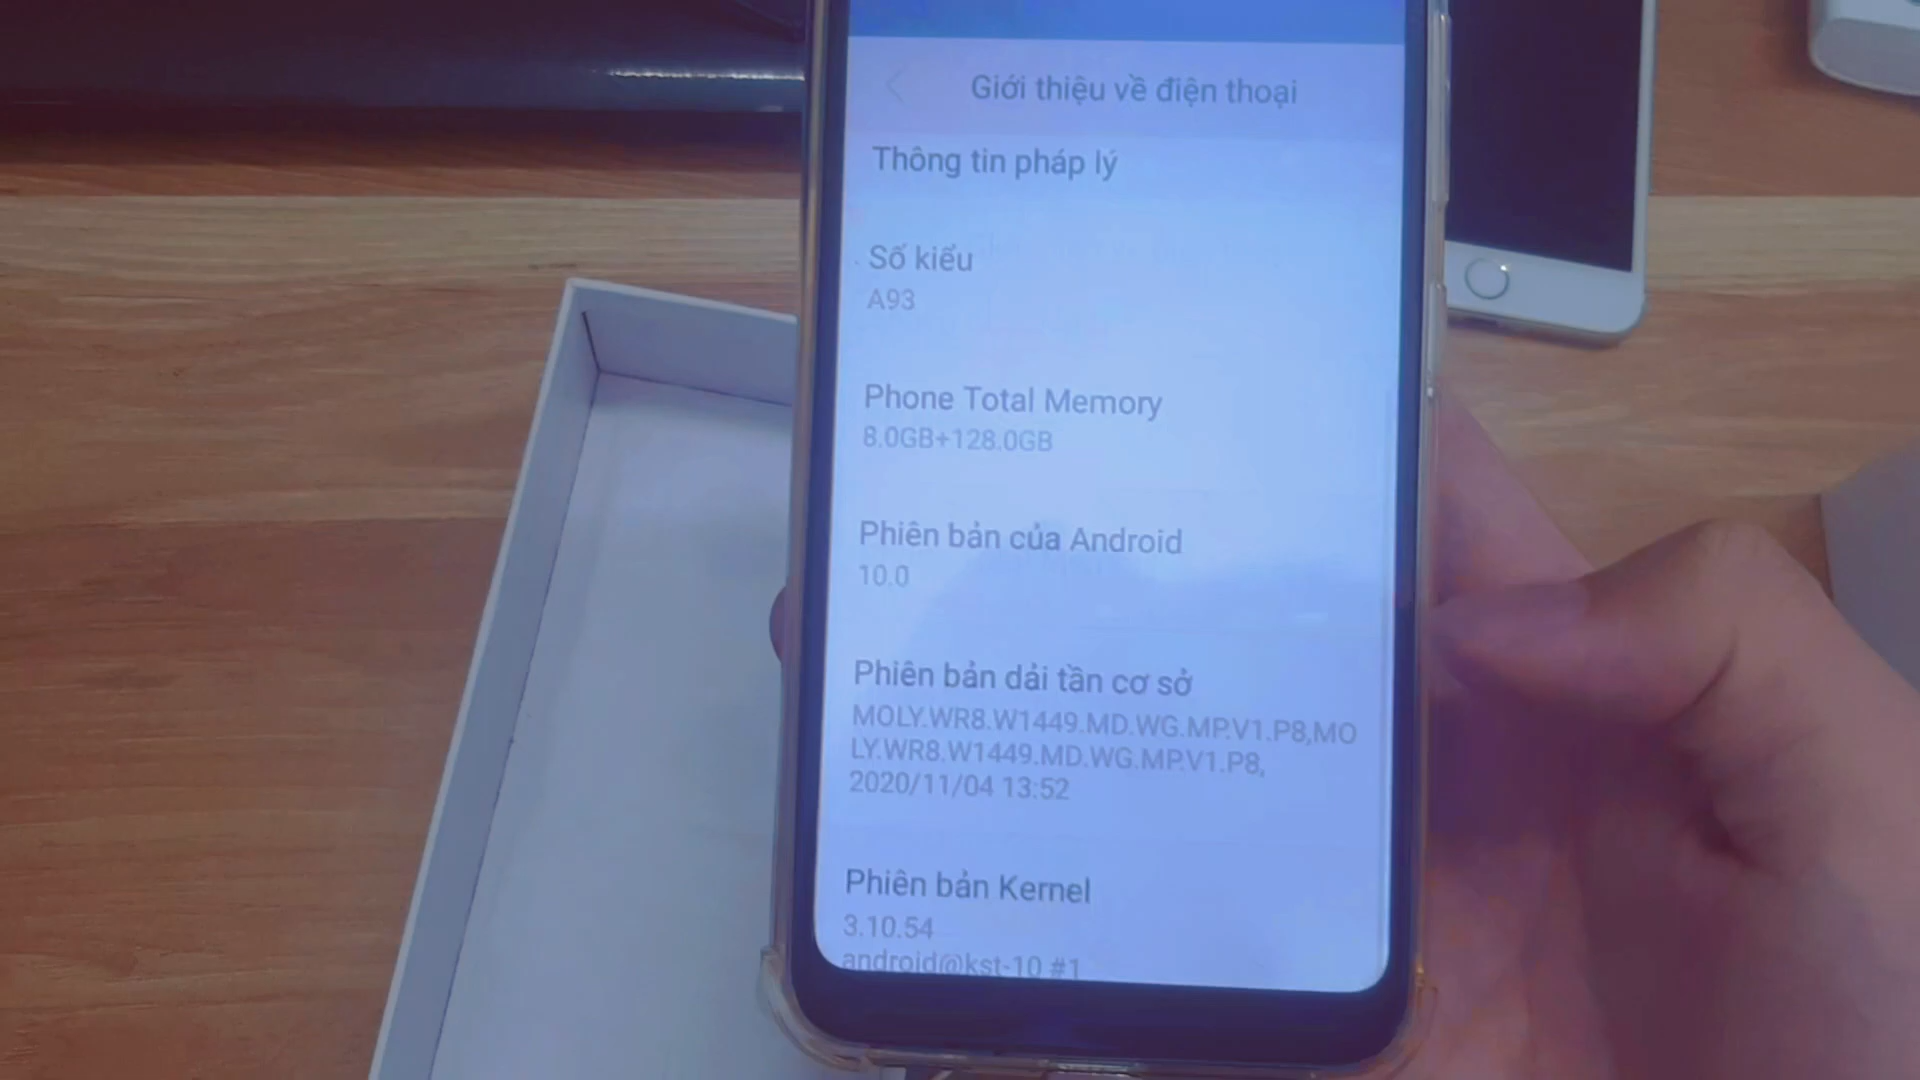 Giới thiệu về điện thoại
Thông tin pháp lý
Số kiểu
A93
Phone Total Memory
8.0GB+128.0GB
Phiên bản của Android
10.0
Phiên bản dải tần cơ sở
MOLY.WR8.W1449.MD.WG.MP.V1.P8,MO
LY.WR8.W1449.MD.WG.MP.V1.P8,
2020/11/04 13:52
Phiên bản Kernel
3.10.54
android@kst-10 #1